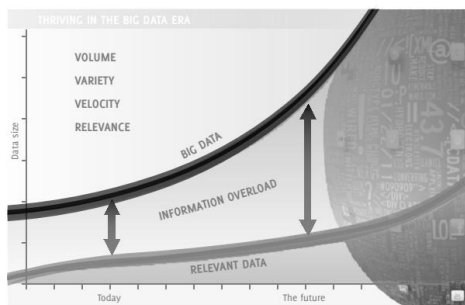 THRIVING IN THE BIG DATA ERA
VOLUME
VARIETY
VELOCITY
RELEVANCE
Data size
BIG DATA
INFORMATION OVERLOAD
RELEVANT DATA
Today
The future